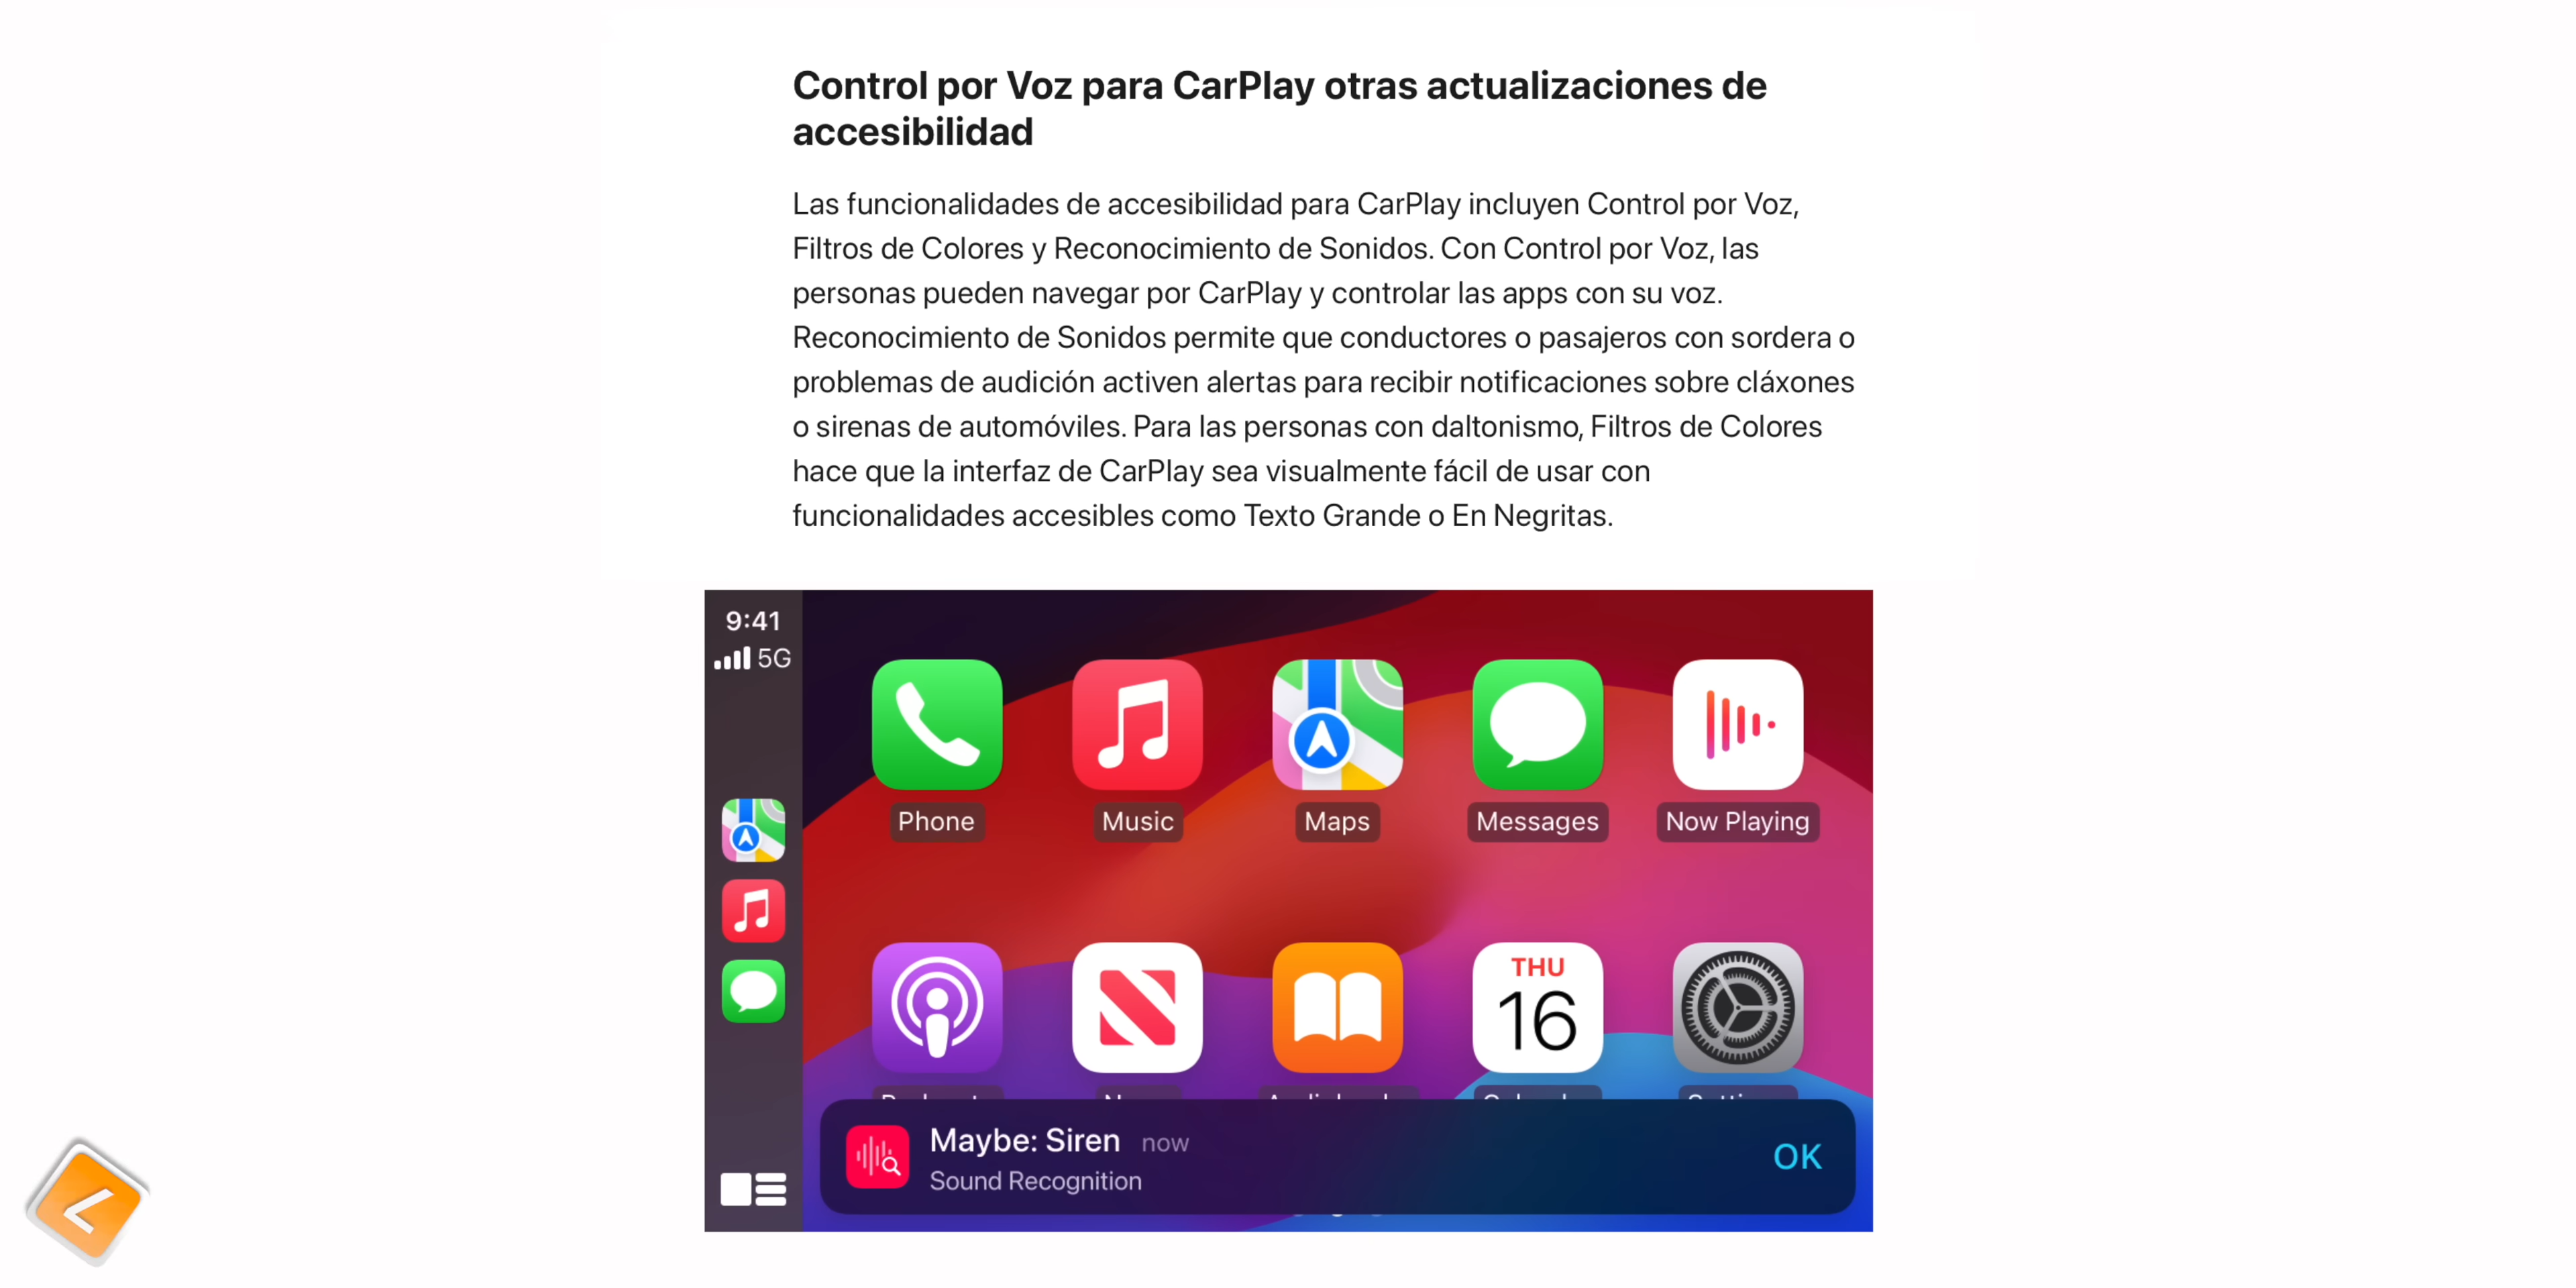 Control por Voz para CarPlay otras actualizaciones de
accesibilidad
Las funcionalidades de accesibilidad para CarPlay incluyen Control por Voz,
Filtros de Colores y Reconocimiento de Sonidos. Con Control por Voz, las
personas pueden navegar por CarPlay y controlar las apps con su voz.
Reconocimiento de Sonidos permite que conductores o pasajeros con sordera o
problemas de audición activen alertas para recibir notificaciones sobre cláxones
o sirenas de automóviles. Para las personas con daltonismo, Filtros de Colores
hace que la interfaz de CarPlay sea visualmente fácil de usar con
funcionalidades accesibles como Texto Grande o En Negritas.
9:41
5G
Phone Music Maps Messages Now Playing
THU
16
Maybe: Siren now
Sound Recognition
OK